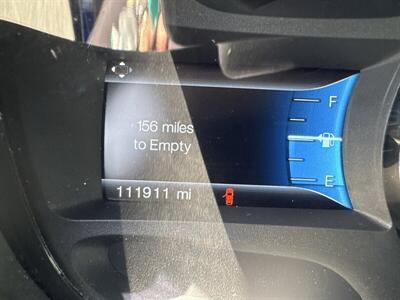 156 miles
to Empty
F
E
111911 mi